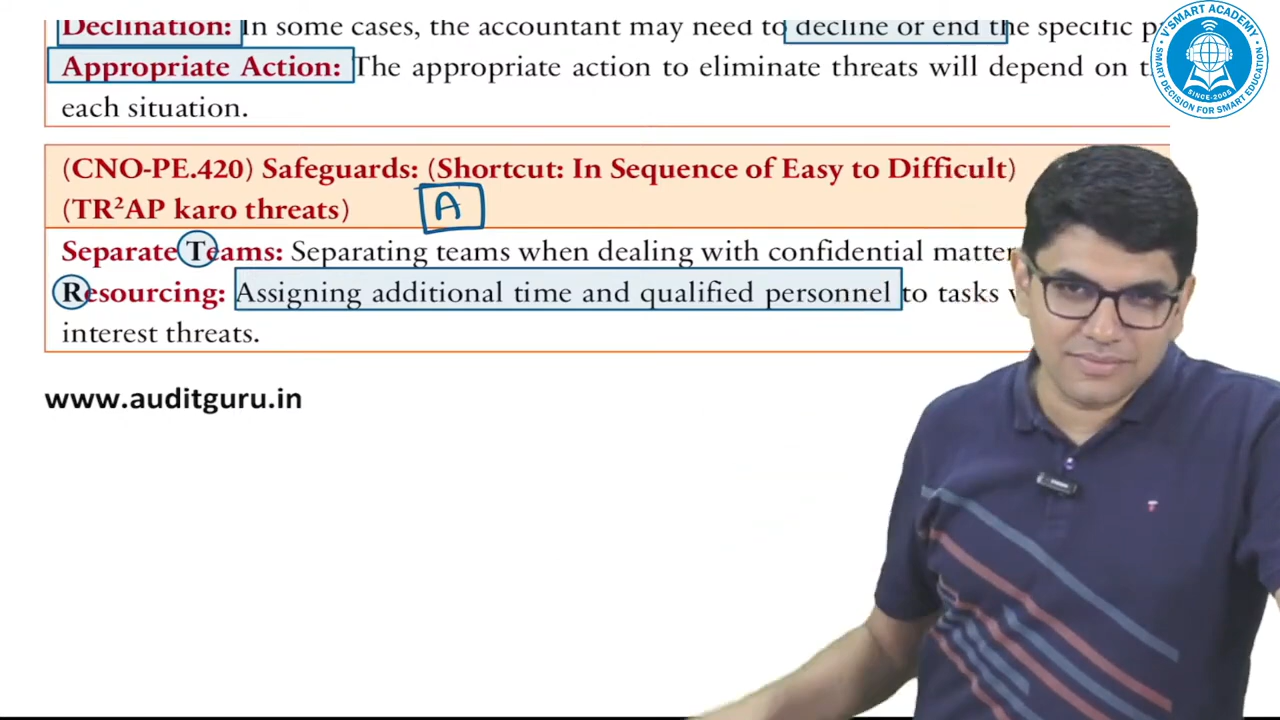 Declination: In some cases, the accountant may need to decline or end the specific
Appropriate Action: The appropriate action to eliminate threats will depend on
each situation.
(CNO-PE.420) Safeguards: (Shortcut: In Sequence of Easy to Difficult)
(TR²AP karo threats) A
Separate Teams: Separating teams when dealing with confidential
Resourcing: Assigning additional time and qualified personnel to tasks
interest threats.
www.auditguru.in
V'SMART ACADEMY
SMART DECISION FOR SMART EDUCATION
SINCE-2005